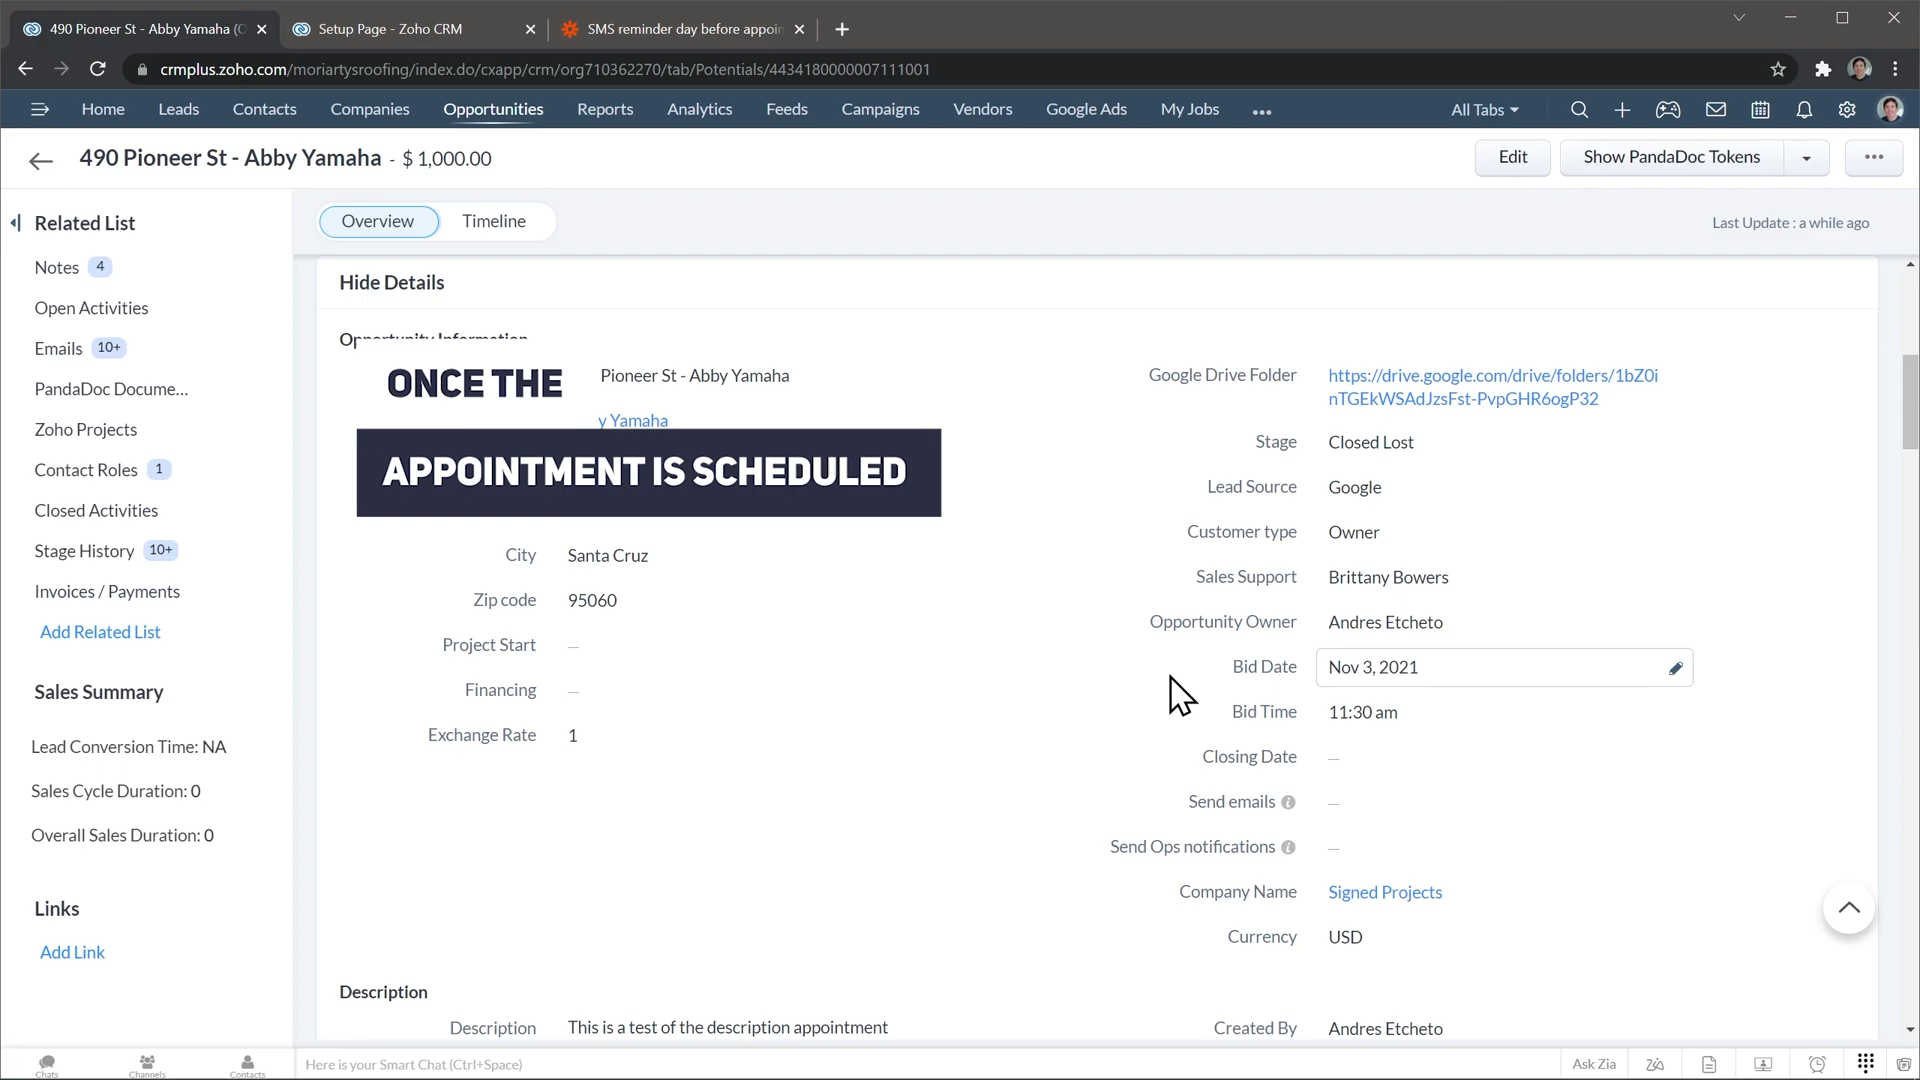 490 Pioneer St - Abby Yamaha (O
Setup Page - Zoho CRM
SMS reminder day before appoin
crmplus.zoho.com/moriartysroofing/index.do/cxapp/crm/org710362270/tab/Potentials/4434180000007111001
Home
Leads
Contacts
Companies
Opportunities
Reports
Analytics
Feeds
Campaigns
Vendors
Google Ads
My Jobs
All Tabs
490 Pioneer St - Abby Yamaha - $ 1,000.00
Edit
Show PandaDoc Tokens
Related List
Notes 4
Open Activities
Emails 10+
PandaDoc Docume...
Zoho Projects
Contact Roles 1
Closed Activities
Stage History 10+
Invoices / Payments
Add Related List
Sales Summary
Lead Conversion Time: NA
Sales Cycle Duration: 0
Overall Sales Duration: 0
Links
Add Link
Overview
Timeline
Last Update : a while ago
Hide Details
Opportunity Information
ONCE THE
Pioneer St - Abby Yamaha
y Yamaha
APPOINTMENT IS SCHEDULED
City Santa Cruz
Zip code 95060
Project Start —
Financing —
Exchange Rate 1
Google Drive Folder https://drive.google.com/drive/folders/1bZ0i
nTGEkWSAdJzsFst-PvpGHR6ogP32
Stage Closed Lost
Lead Source Google
Customer type Owner
Sales Support Brittany Bowers
Opportunity Owner Andres Etcheto
Bid Date Nov 3, 2021
Bid Time 11:30 am
Closing Date —
Send emails —
Send Ops notifications —
Company Name Signed Projects
Currency USD
Description
Description This is a test of the description appointment
Created By Andres Etcheto
Chats
Channels
Contacts
Here is your Smart Chat (Ctrl+Space)
Ask Zia